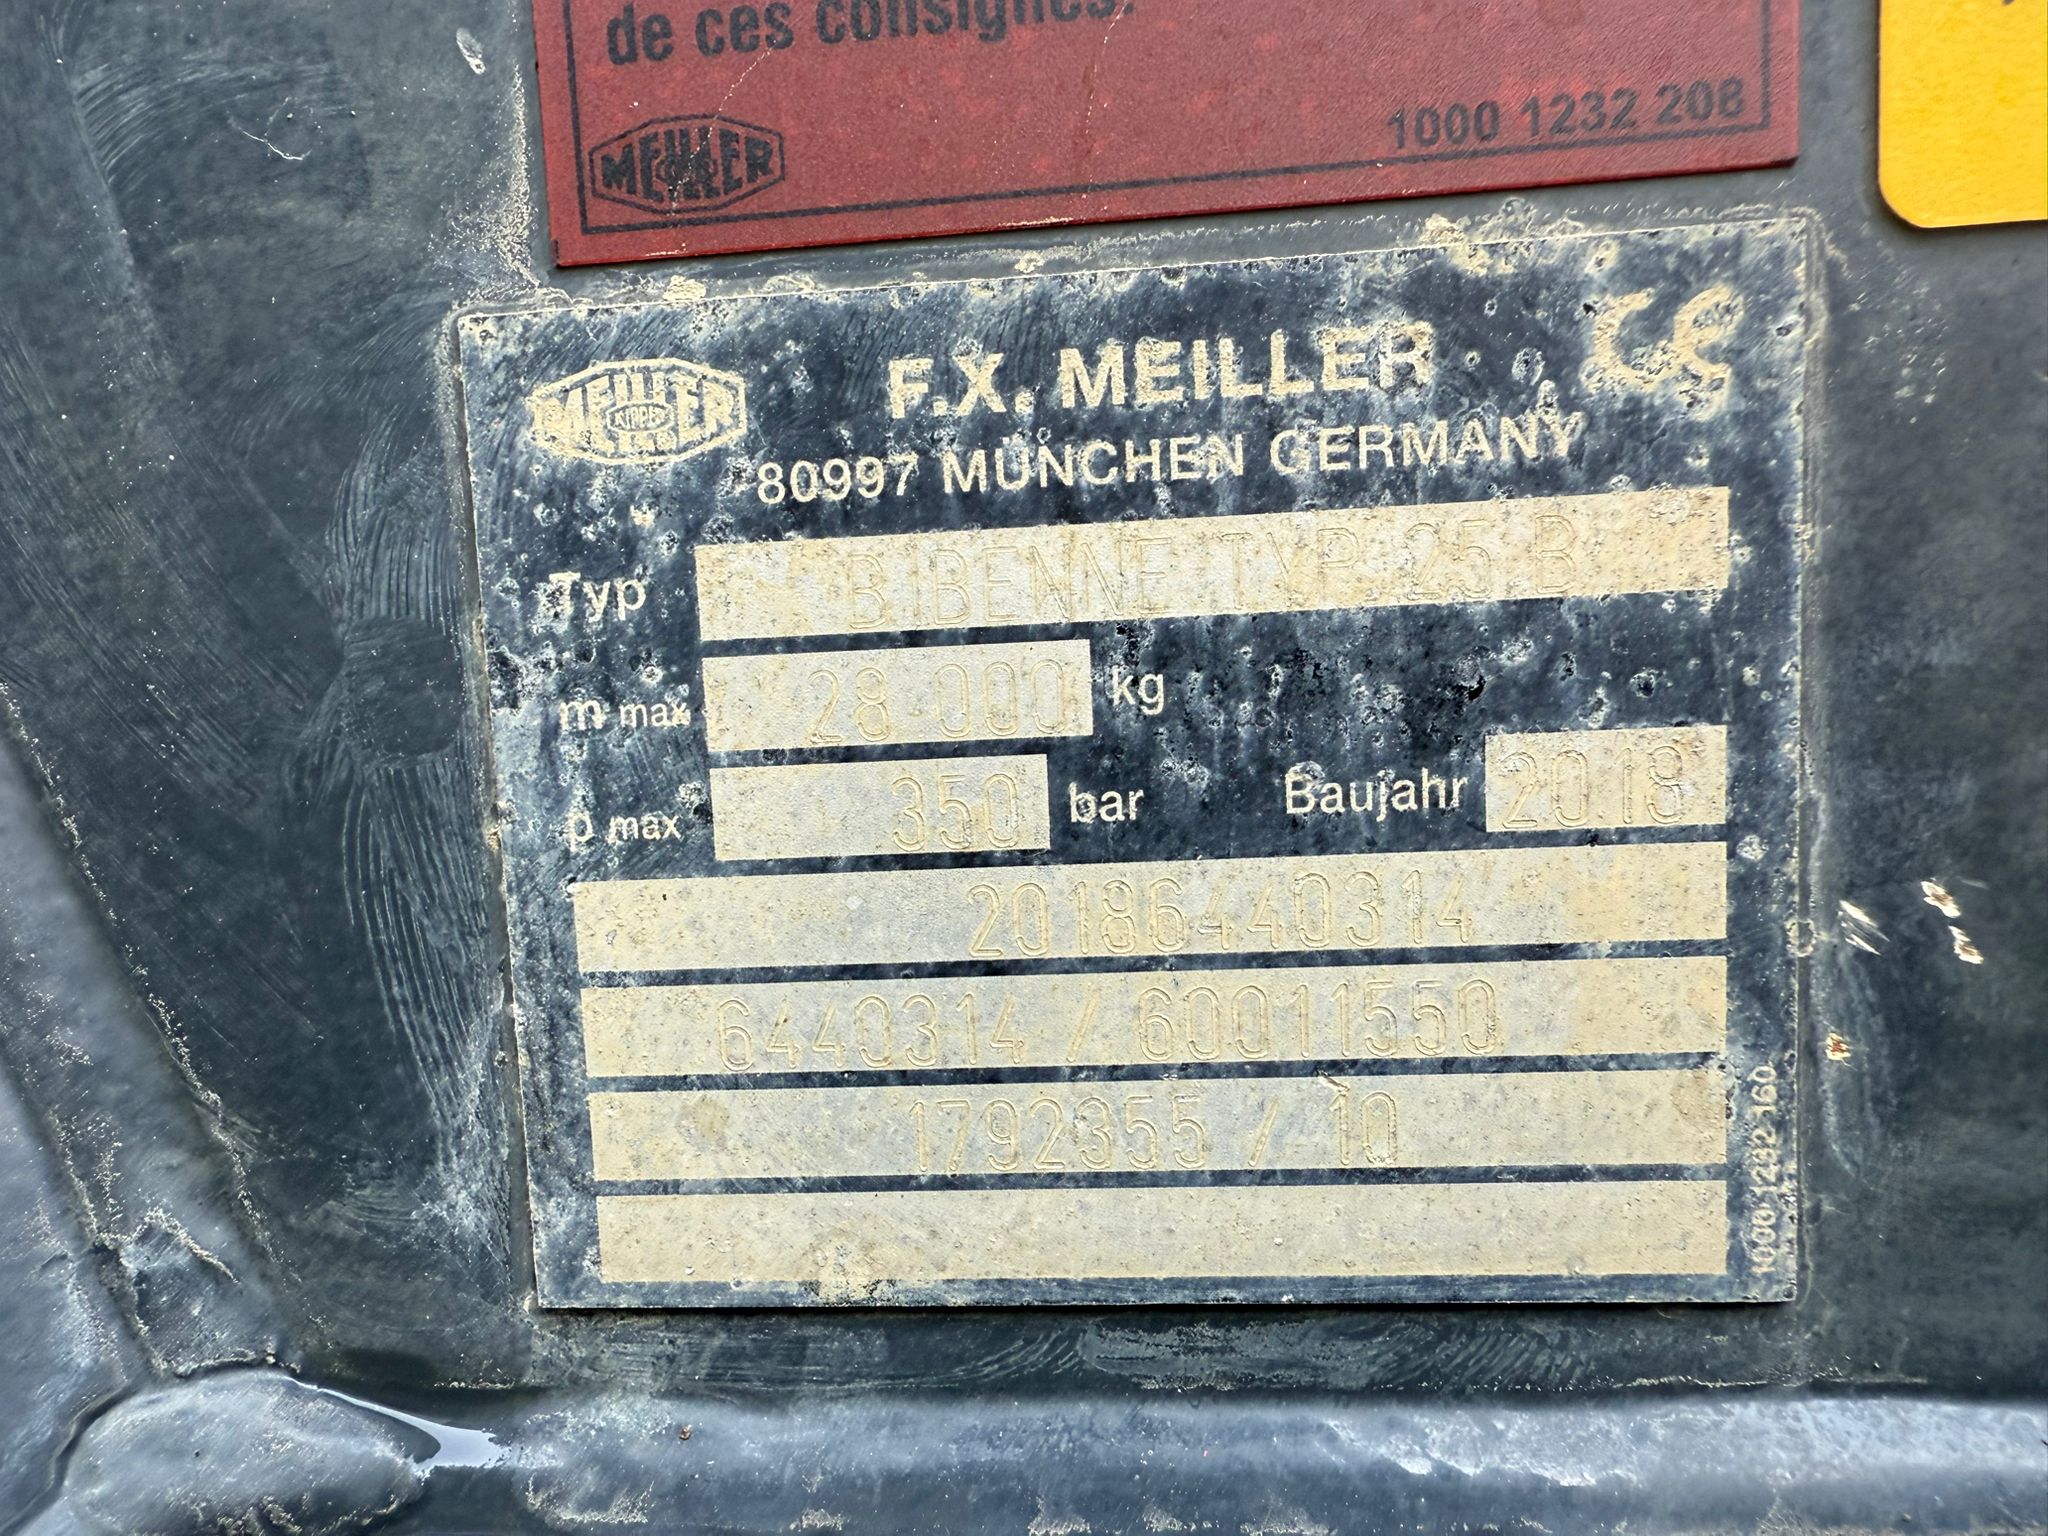 de ces consignes.
MEILLER
1000 1232 208
MEILLER
KIPPER
F.X. MEILLER
CE
80997 MÜNCHEN GERMANY
Typ BIBENNE TYP 25 B
m max 28 000 kg
p max 350 bar Baujahr 2018
20186440314
6440314 / 60011550
1792355 / 10
1000 1232 160